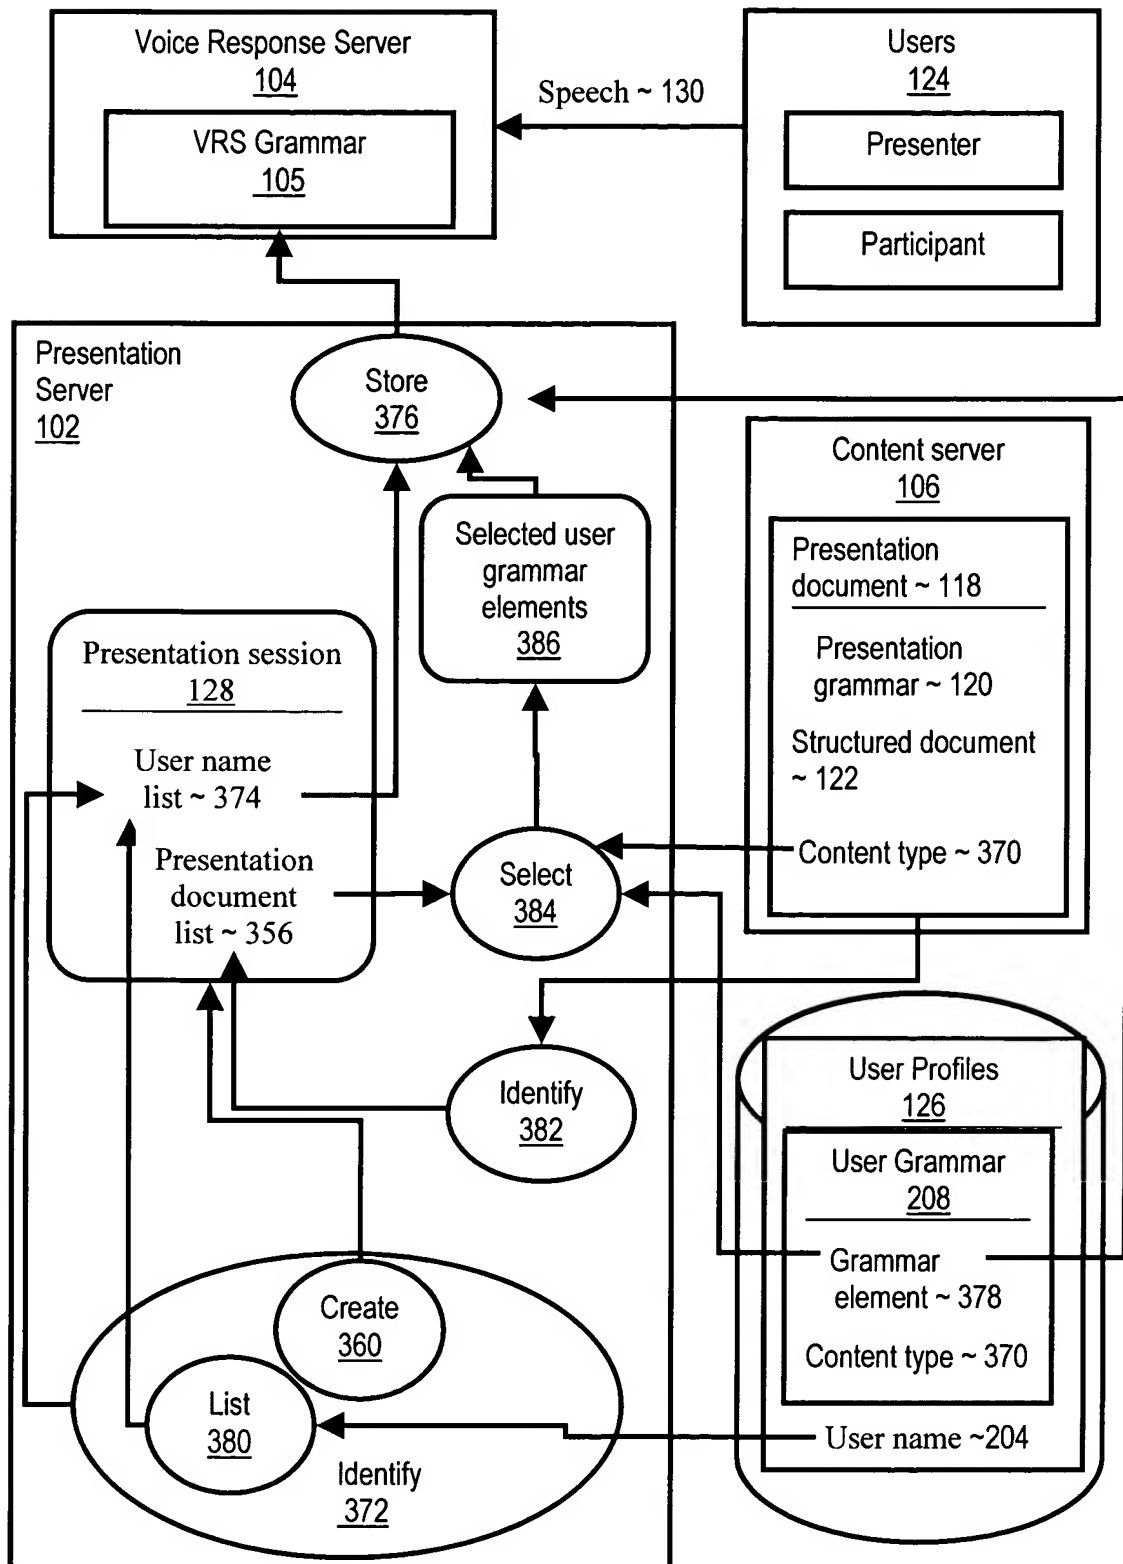 Voice Response Server
104
VRS Grammar
105
Speech ~ 130
Users
124
Presenter
Participant
Presentation
Server
102
Store
376
Selected user
grammar
elements
386
Content server
106
Presentation
document ~ 118
Presentation
grammar ~ 120
Structured document
~ 122
Content type ~ 370
Presentation session
128
User name
list ~ 374
Presentation
document
list ~ 356
Select
384
Identify
382
User Profiles
126
User Grammar
208
Grammar
element ~ 378
Content type ~ 370
User name ~204
Create
360
List
380
Identify
372